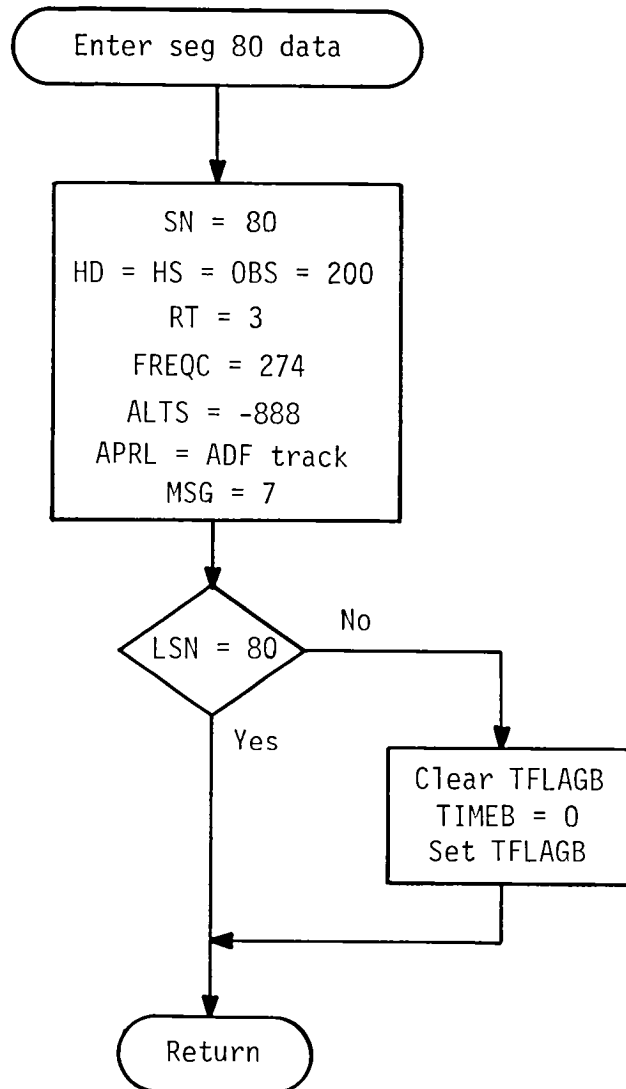 Enter seg 80 data
SN = 80
HD = HS = OBS = 200
RT = 3
FREQC = 274
ALTS = -888
APRL = ADF track
MSG = 7
LSN = 80
No
Yes
Clear TFLAGB
TIMEB = 0
Set TFLAGB
Return